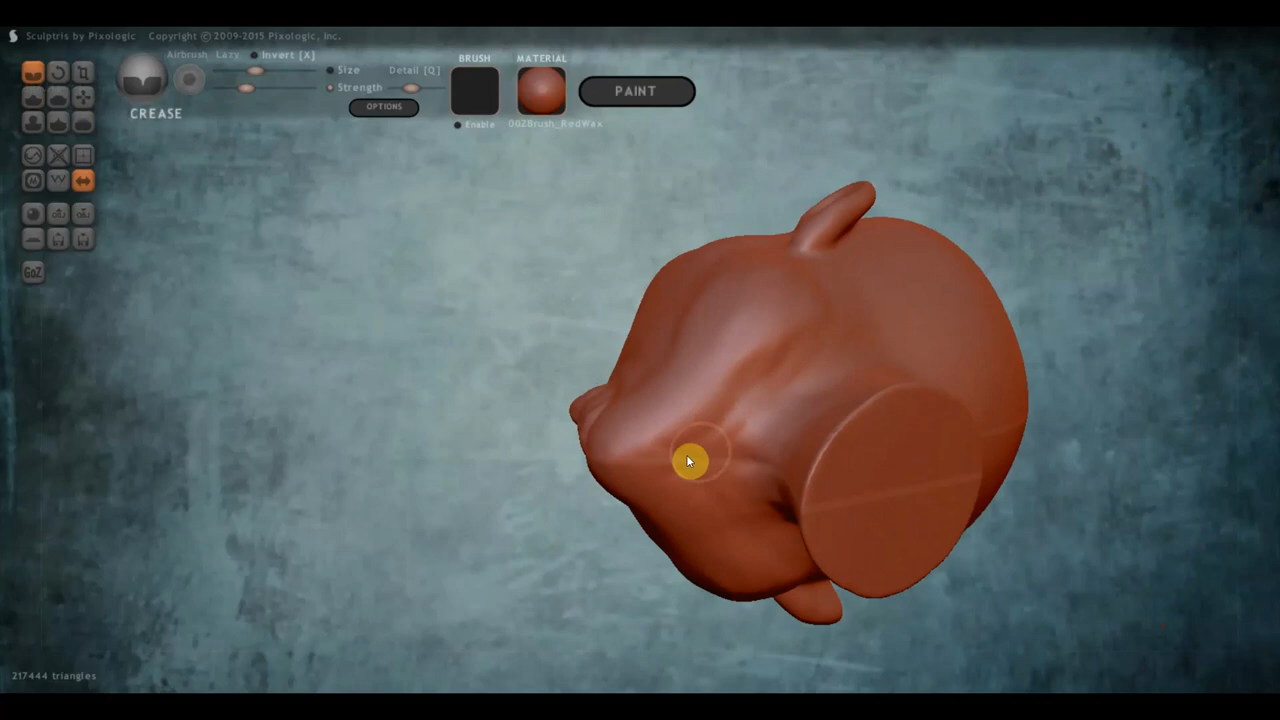 Sculptris by Pixologic Copyright © 2009-2015 Pixologic, Inc.
Airbrush Lazy Invert [X]
Size Detail [Q]
Strength
OPTIONS
CREASE
BRUSH
Enable
MATERIAL
00ZBrush_RedWax
PAINT
GoZ
217444 triangles